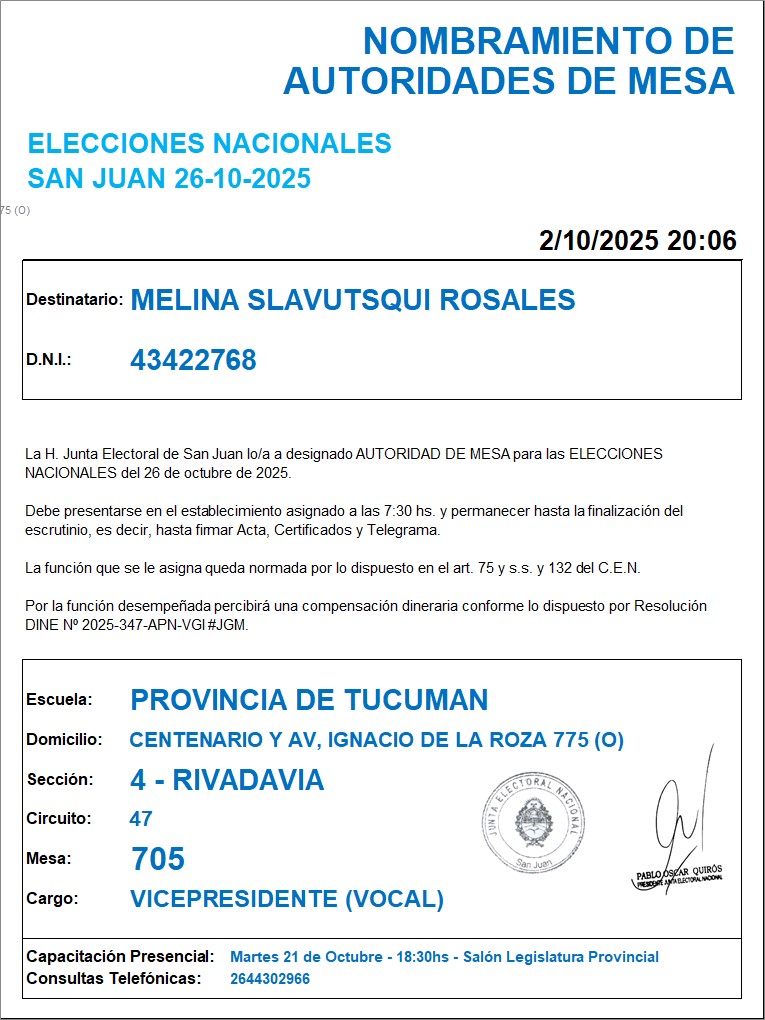 NOMBRAMIENTO DE
AUTORIDADES DE MESA
ELECCIONES NACIONALES
SAN JUAN 26-10-2025
75 (O)
2/10/2025 20:06
Destinatario: MELINA SLAVUTSQUI ROSALES
D.N.I.: 43422768
La H. Junta Electoral de San Juan lo/a a designado AUTORIDAD DE MESA para las ELECCIONES
NACIONALES del 26 de octubre de 2025.
Debe presentarse en el establecimiento asignado a las 7:30 hs. y permanecer hasta la finalización del
escrutinio, es decir, hasta firmar Acta, Certificados y Telegrama.
La función que se le asigna queda normada por lo dispuesto en el art. 75 y s.s. y 132 del C.E.N.
Por la función desempeñada percibirá una compensación dineraria conforme lo dispuesto por Resolución
DINE Nº 2025-347-APN-VGI #JGM.
Escuela: PROVINCIA DE TUCUMAN
Domicilio: CENTENARIO Y AV, IGNACIO DE LA ROZA 775 (O)
Sección: 4 - RIVADAVIA
Circuito: 47
Mesa: 705
Cargo: VICEPRESIDENTE (VOCAL)
JUNTA ELECTORAL NACIONAL
San Juan
PABLO OSCAR QUIRÓS
PRESIDENTE JUNTA ELECTORAL NACIONAL
Capacitación Presencial: Martes 21 de Octubre - 18:30hs - Salón Legislatura Provincial
Consultas Telefónicas: 2644302966